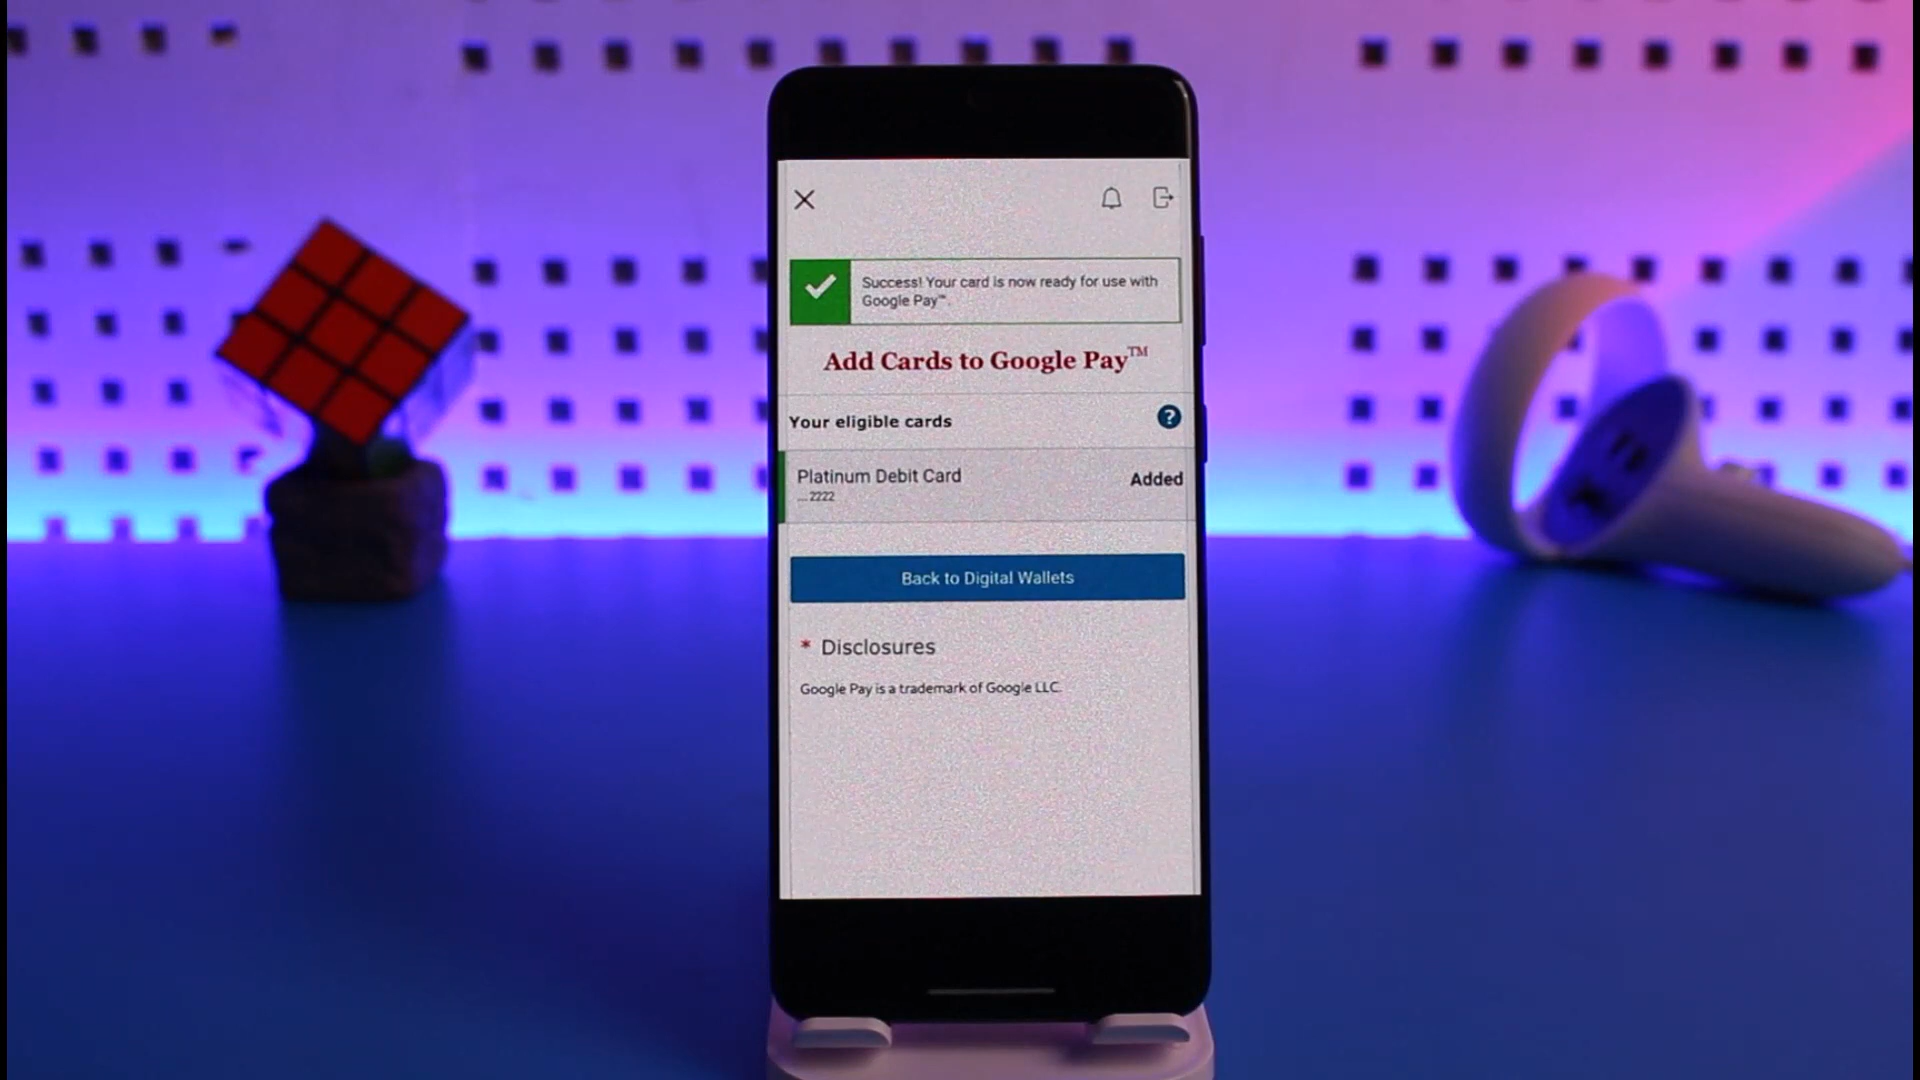 Success! Your card is now ready for use with
Google Pay™.
Add Cards to Google Pay™
Your eligible cards
?
Platinum Debit Card
...2222
Added
Back to Digital Wallets
* Disclosures
Google Pay is a trademark of Google LLC.